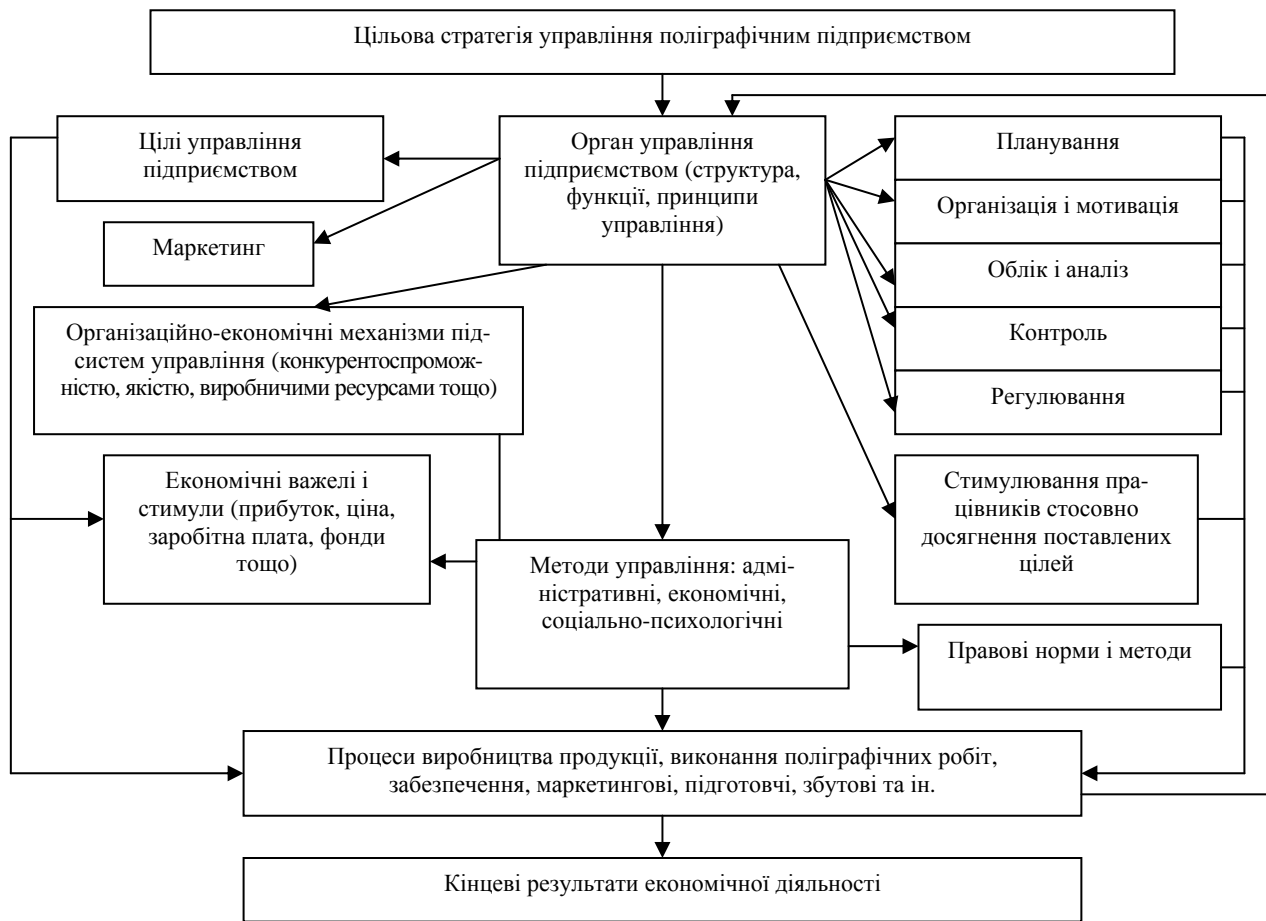 Цільова стратегія управління поліграфічним підприємством
Цілі управління
підприємством
Орган управління
підприємством (структура,
функції, принципи
управління)
Планування
Організація і мотивація
Облік і аналіз
Контроль
Регулювання
Маркетинг
Організаційно-економічні механізми під-
систем управління (конкурентоспромож-
ністю, якістю, виробничими ресурсами тощо)
Економічні важелі і
стимули (прибуток, ціна,
заробітна плата, фонди
тощо)
Стимулювання пра-
цівників стосовно
досягнення поставлених
цілей
Методи управління: адмі-
ністративні, економічні,
соціально-психологічні
Правові норми і методи
Процеси виробництва продукції, виконання поліграфічних робіт,
забезпечення, маркетингові, підготовчі, збутові та ін.
Кінцеві результати економічної діяльності